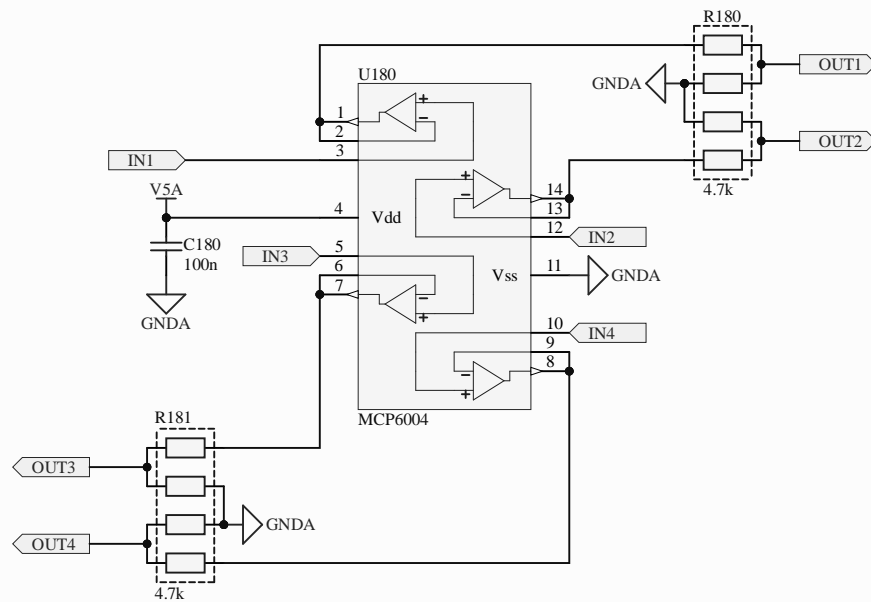 R180
OUT1
U180
GNDA
1
2
3
IN1
OUT2
14
13
12
4.7k
V5A
4
Vdd
IN2
C180
100n
IN3
5
6
7
Vss
11
GNDA
GNDA
10
9
8
IN4
MCP6004
R181
OUT3
GNDA
OUT4
4.7k